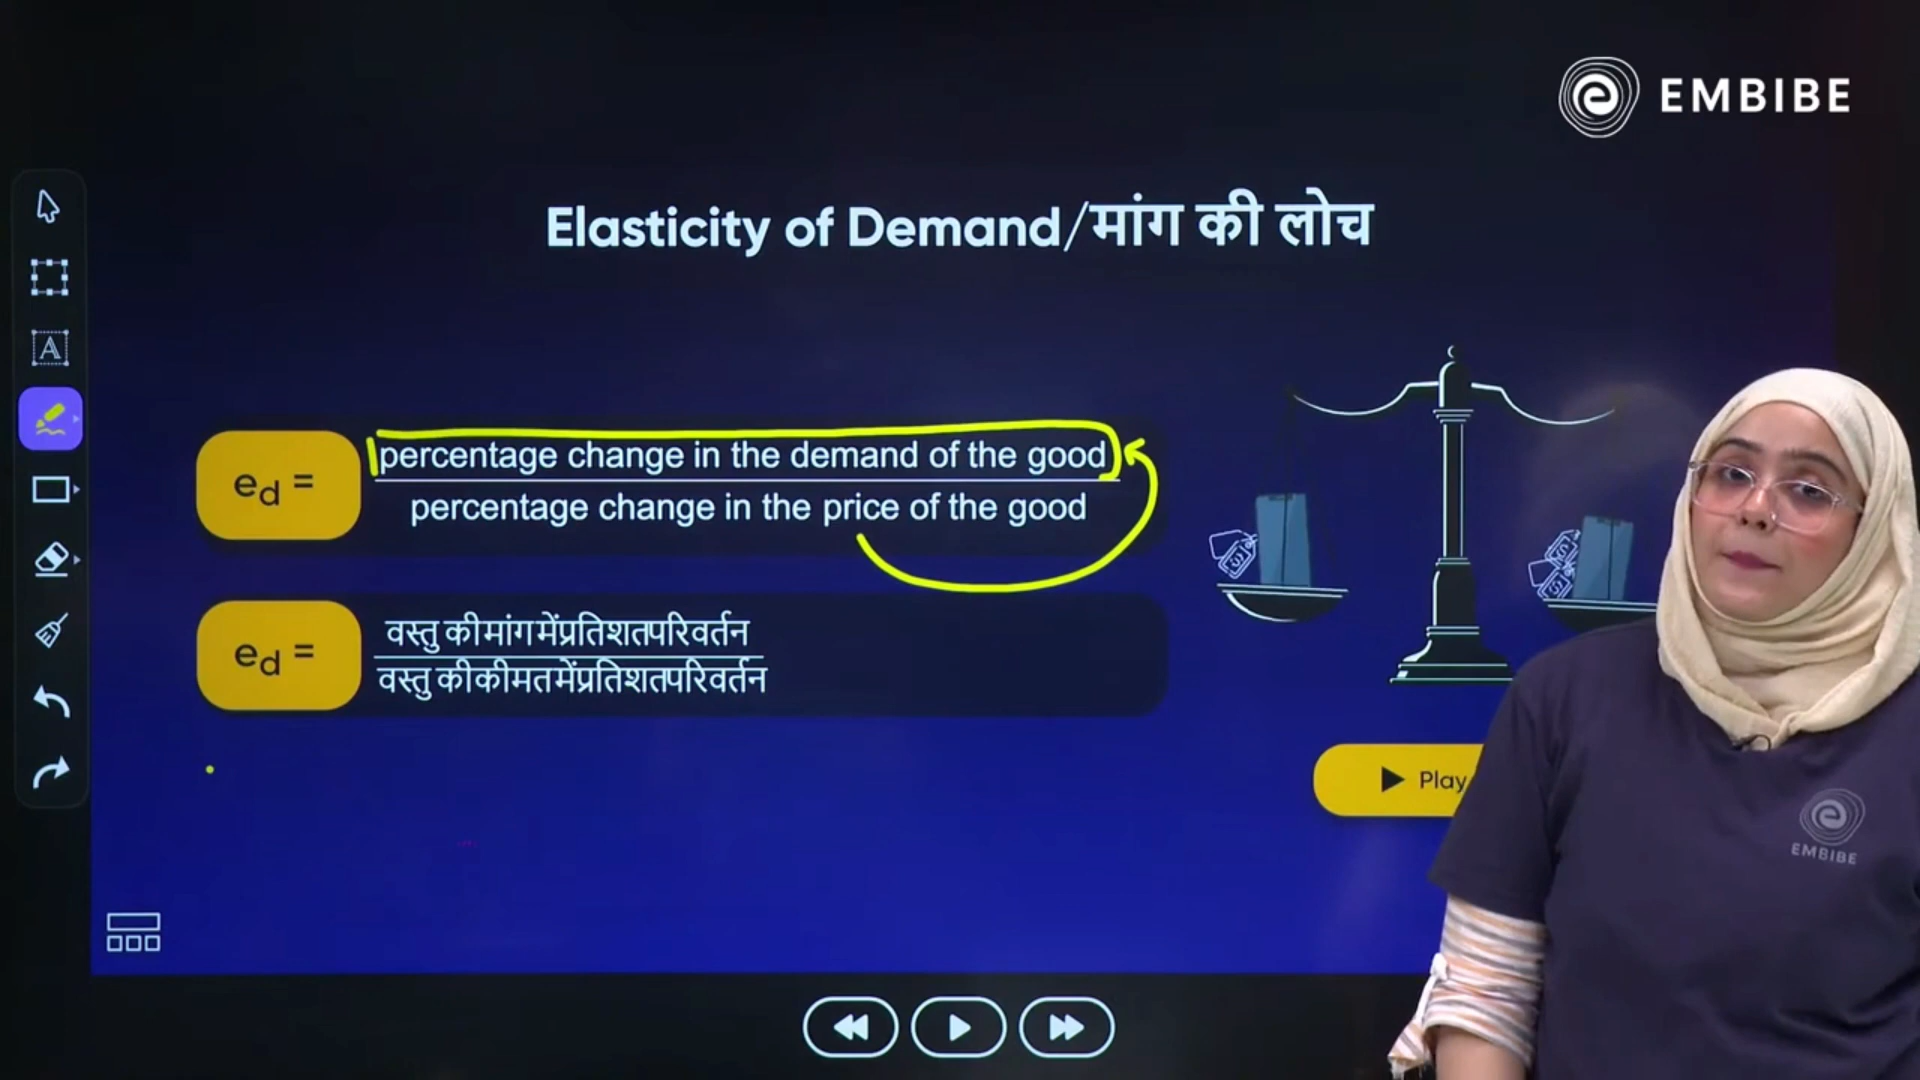 EMBIBE
Elasticity of Demand/मांग की लोच
A
ed =
percentage change in the demand of the good
percentage change in the price of the good
ed =
वस्तु की मांग में प्रतिशत परिवर्तन
वस्तु की कीमत में प्रतिशत परिवर्तन
Play
EMBIBE